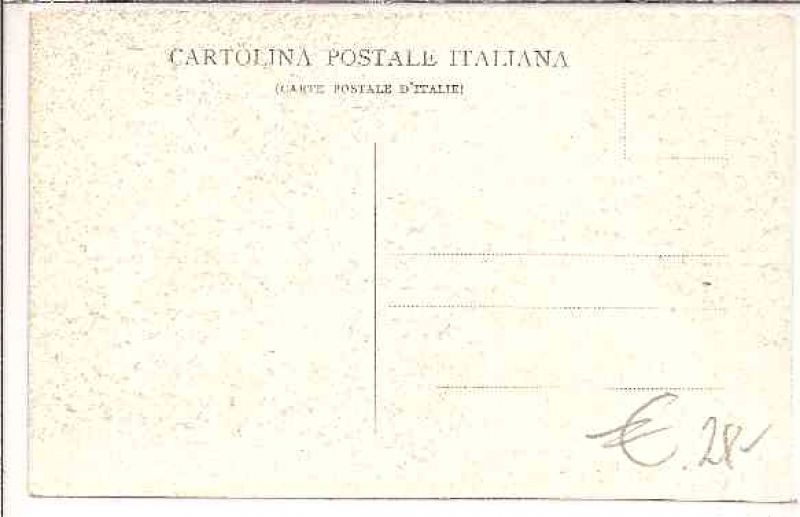 CARTOLINA POSTALE ITALIANA
(CARTE POSTALE D'ITALIE)
€. 28-